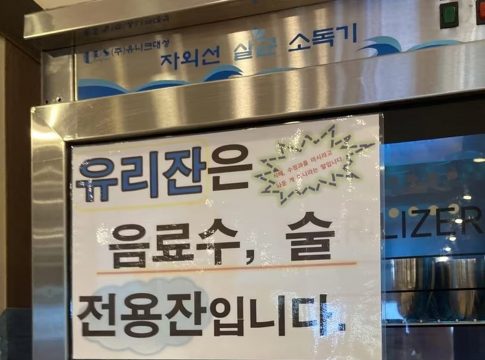 (주)유니크대성
자외선 살균 소독기
유리잔은
음료수, 술
전용잔입니다.
LIZER